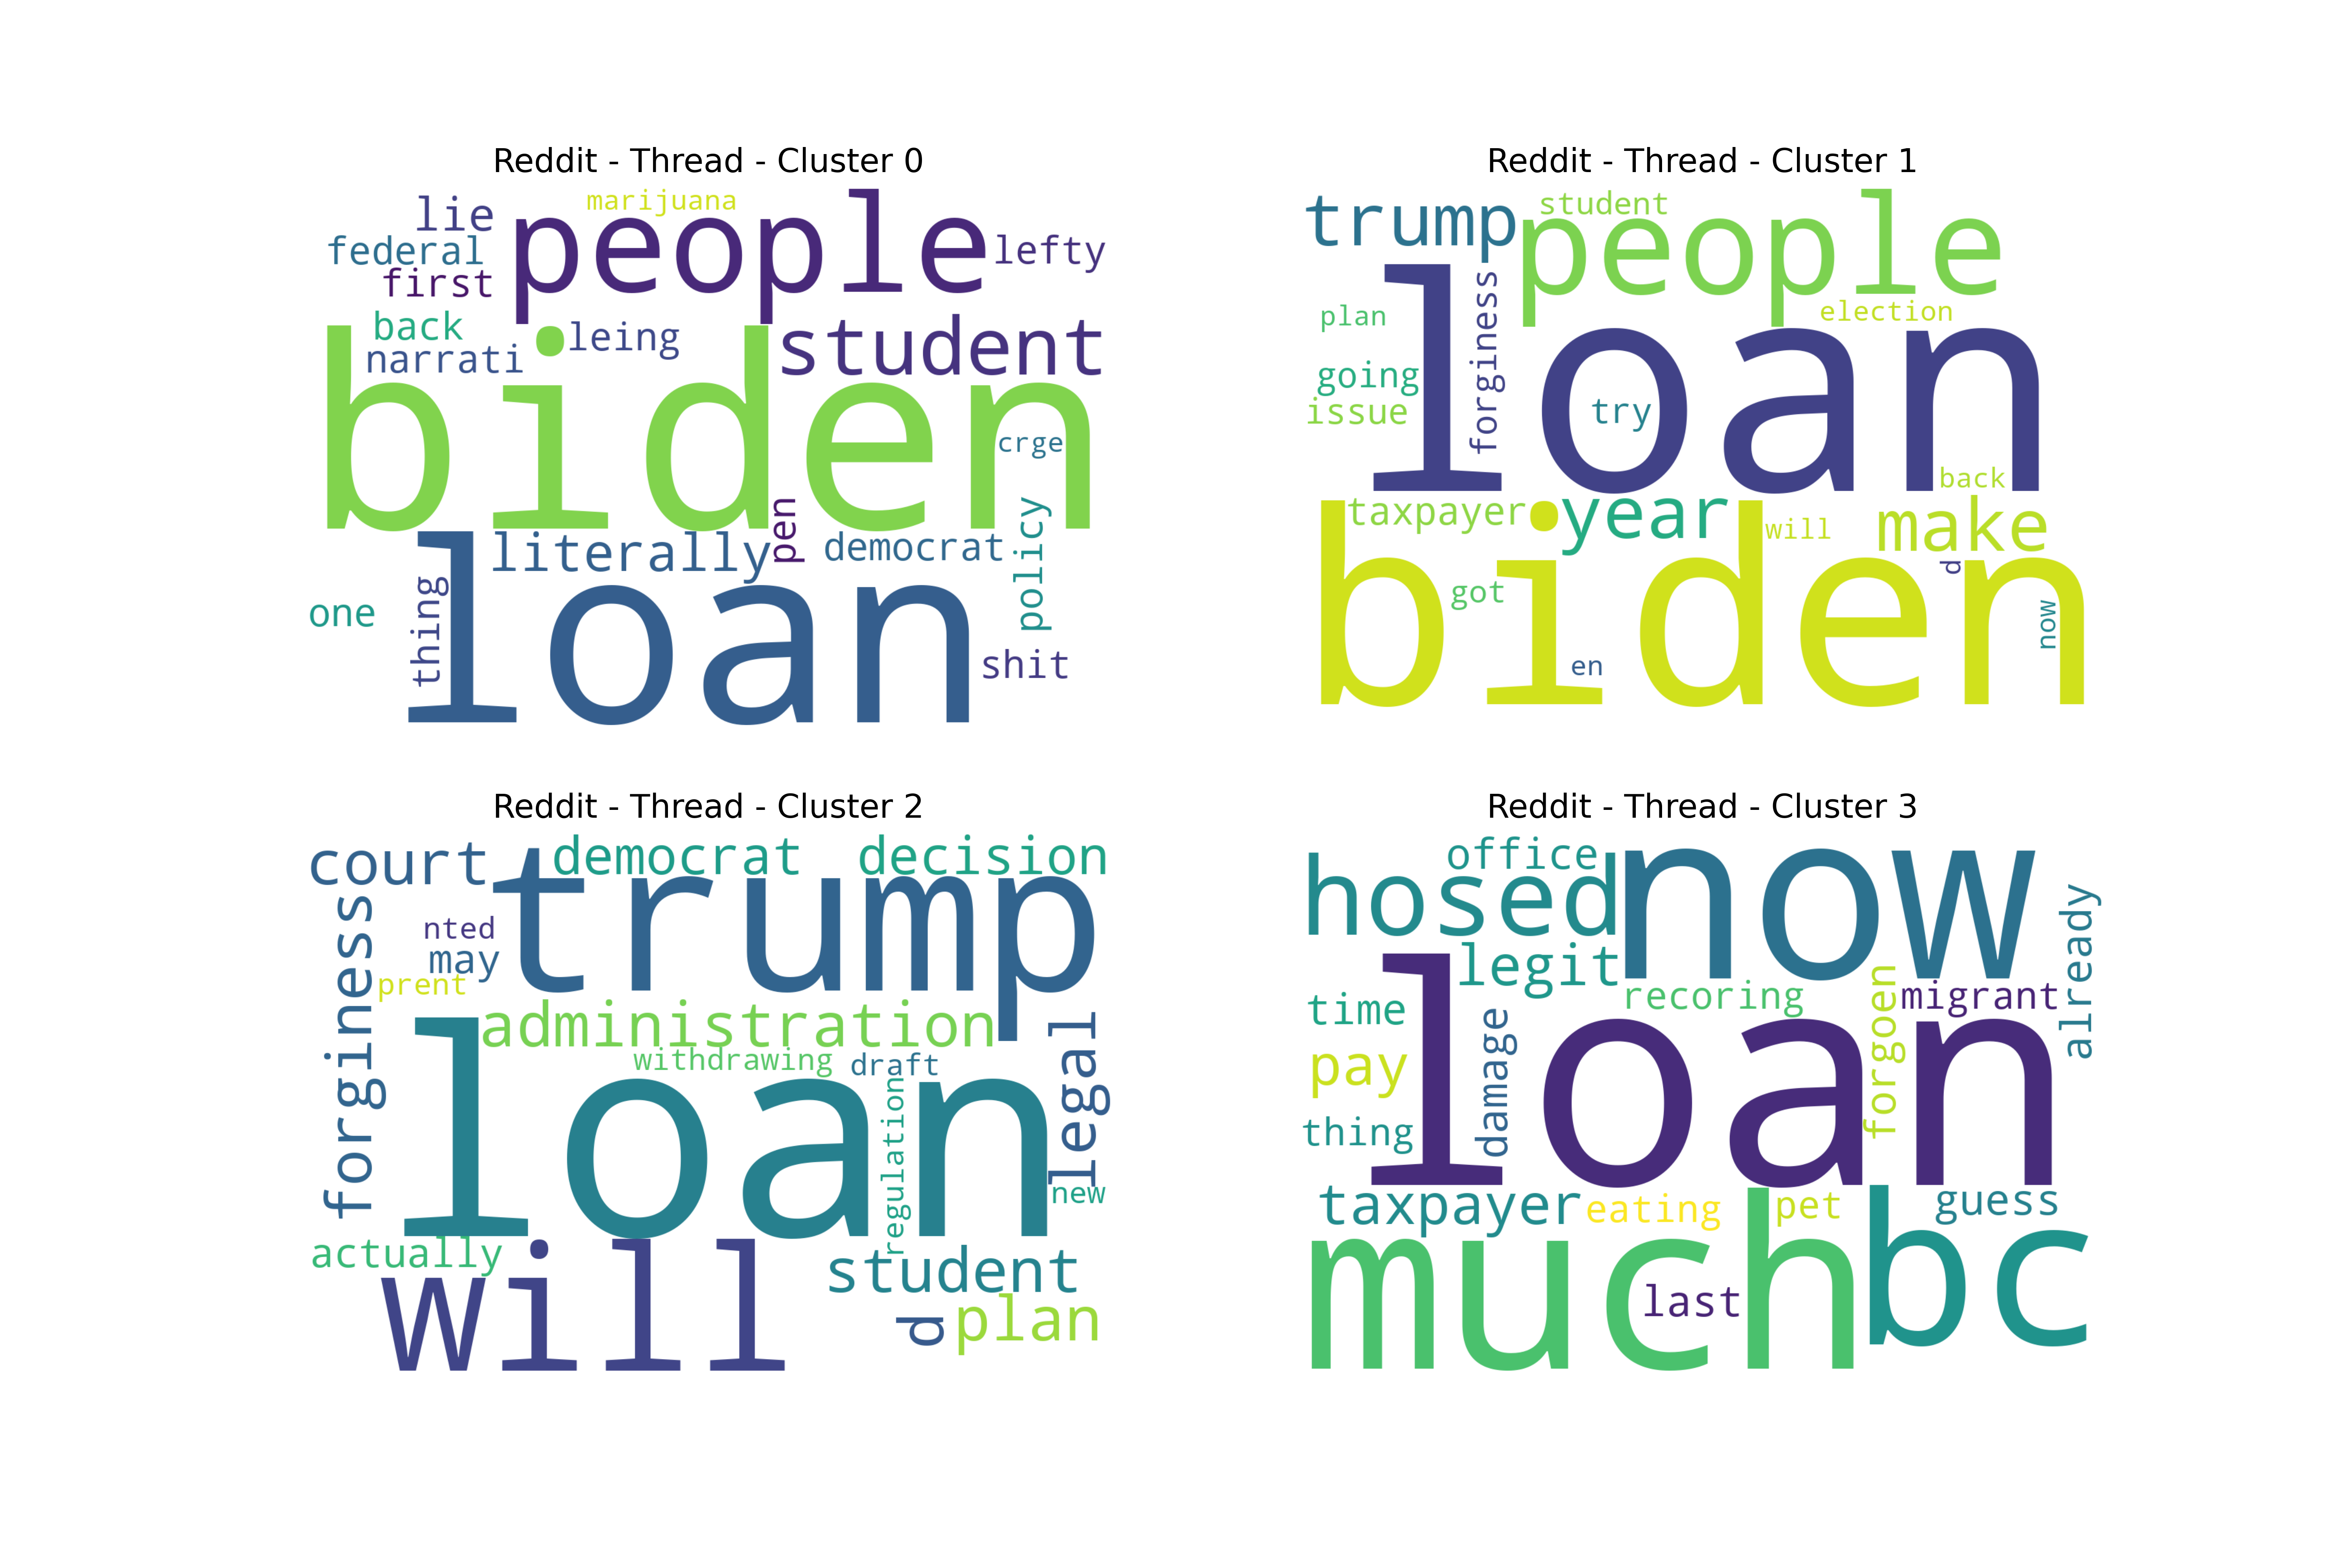 Reddit - Thread - Cluster 0
marijuana
lie
people
federal
lefty
first
back
leing
student
narrati
biden
crge
pen
policy
literally
democrat
thing
loan
one
shit
Reddit - Thread - Cluster 1
student
trump
people
forginess
plan
election
loan
going
try
issue
back
taxpayer
year
will
make
d
biden
got
now
en
Reddit - Thread - Cluster 2
court
democrat
decision
trump
forginess
nted
may
prent
administration
legal
withdrawing
draft
loan
regulation
new
actually
will
student
d
plan
Reddit - Thread - Cluster 3
office
hosed
now
already
legit
recoring
forgoen
migrant
time
damage
loan
pay
thing
taxpayer
eating
pet
guess
much
bc
last